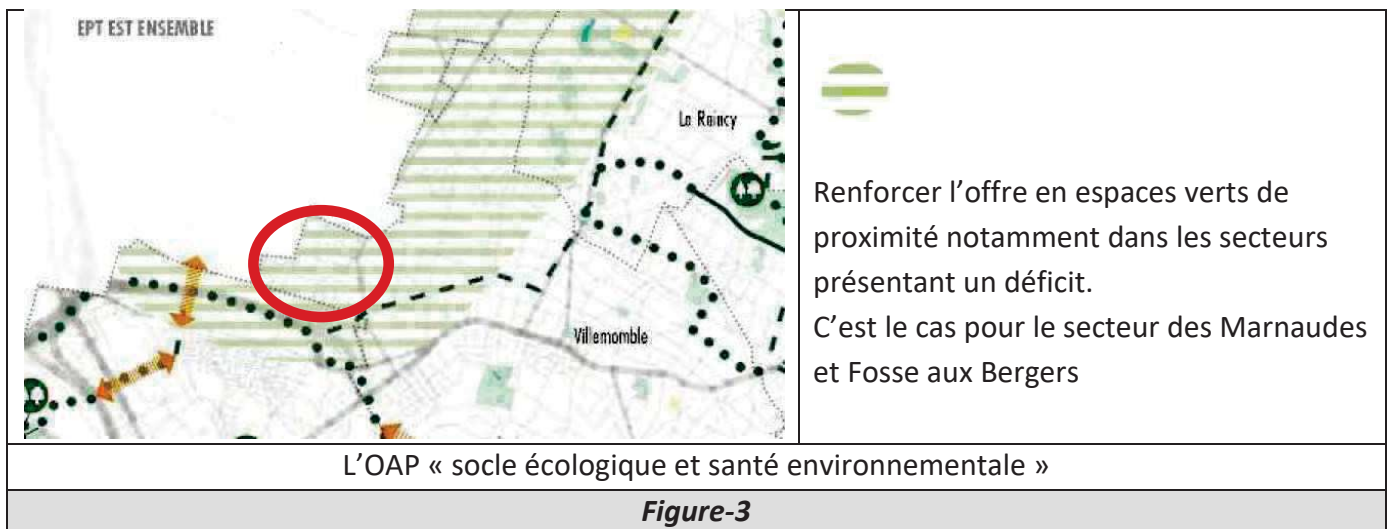 EPT EST ENSEMBLE
Le Raincy
Villemomble
Renforcer l’offre en espaces verts de
proximité notamment dans les secteurs
présentant un déficit.
C’est le cas pour le secteur des Marnaudes
et Fosse aux Bergers
L’OAP « socle écologique et santé environnementale »
Figure-3